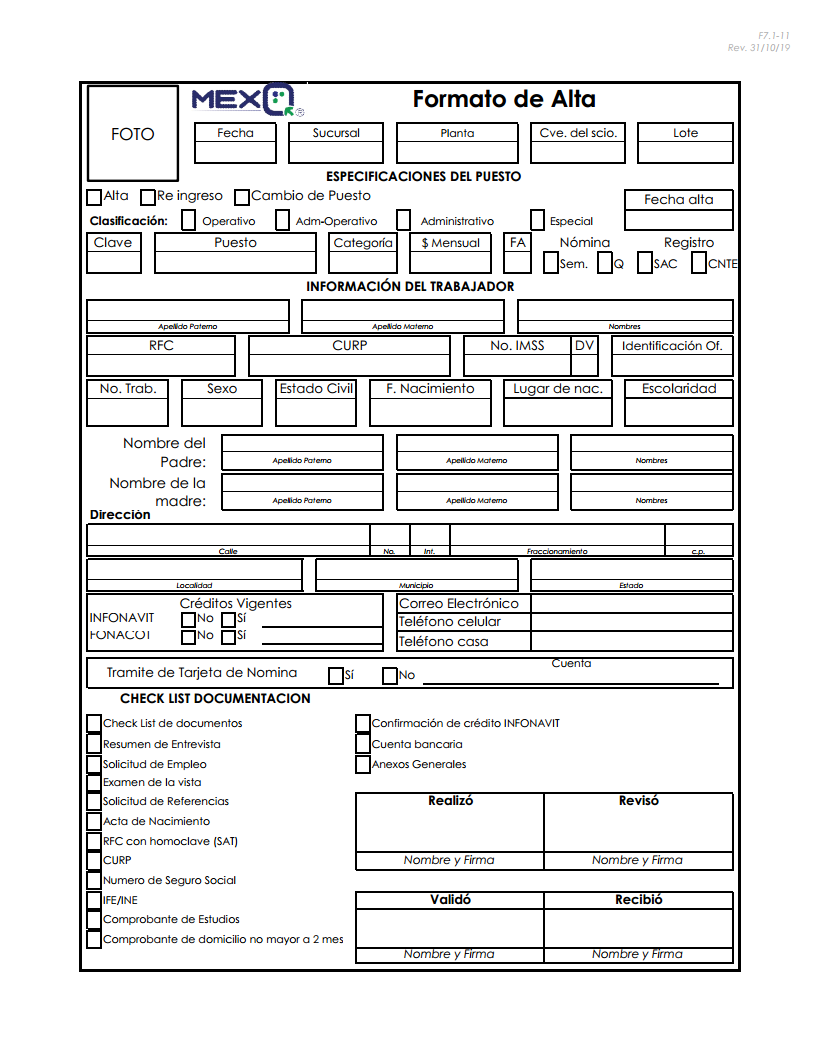 F7.1-11
Rev. 31/10/19
FOTO
MEXQ
®
Formato de Alta
Fecha Sucursal Planta Cve. del scio. Lote
ESPECIFICACIONES DEL PUESTO
Alta Re ingreso Cambio de Puesto
Fecha alta
Clasificación: Operativo Adm-Operativo Administrativo Especial
Clave Puesto Categoría $ Mensual FA Nómina Registro
Sem. Q SAC CNTE
INFORMACIÓN DEL TRABAJADOR
Apellido Paterno Apellido Materno Nombres
RFC CURP No. IMSS DV Identificación Of.
No. Trab. Sexo Estado Civil F. Nacimiento Lugar de nac. Escolaridad
Nombre del
Padre:
Apellido Paterno Apellido Materno Nombres
Nombre de la
madre:
Apellido Paterno Apellido Materno Nombres
Dirección
Calle No. Int. Fraccionamiento c.p.
Localidad Municipio Estado
Créditos Vigentes
INFONAVIT No Sí
FONACOT No Sí
Correo Electrónico
Teléfono celular
Teléfono casa
Tramite de Tarjeta de Nomina Sí No
Cuenta
CHECK LIST DOCUMENTACION
Check List de documentos
Resumen de Entrevista
Solicitud de Empleo
Examen de la vista
Solicitud de Referencias
Acta de Nacimiento
RFC con homoclave (SAT)
CURP
Numero de Seguro Social
IFE/INE
Comprobante de Estudios
Comprobante de domicilio no mayor a 2 mes
Confirmación de crédito INFONAVIT
Cuenta bancaria
Anexos Generales
Realizó Revisó
Nombre y Firma Nombre y Firma
Validó Recibió
Nombre y Firma Nombre y Firma